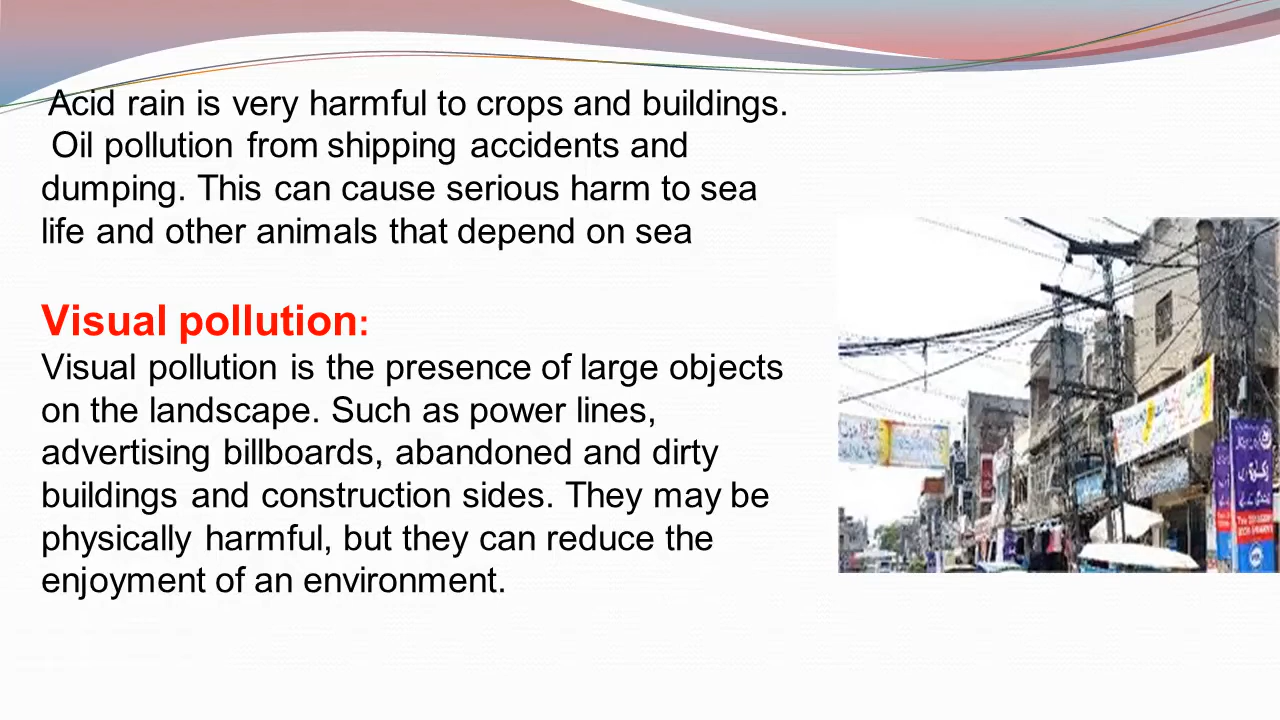 Acid rain is very harmful to crops and buildings.
Oil pollution from shipping accidents and
dumping. This can cause serious harm to sea
life and other animals that depend on sea
Visual pollution:
Visual pollution is the presence of large objects
on the landscape. Such as power lines,
advertising billboards, abandoned and dirty
buildings and construction sides. They may be
physically harmful, but they can reduce the
enjoyment of an environment.